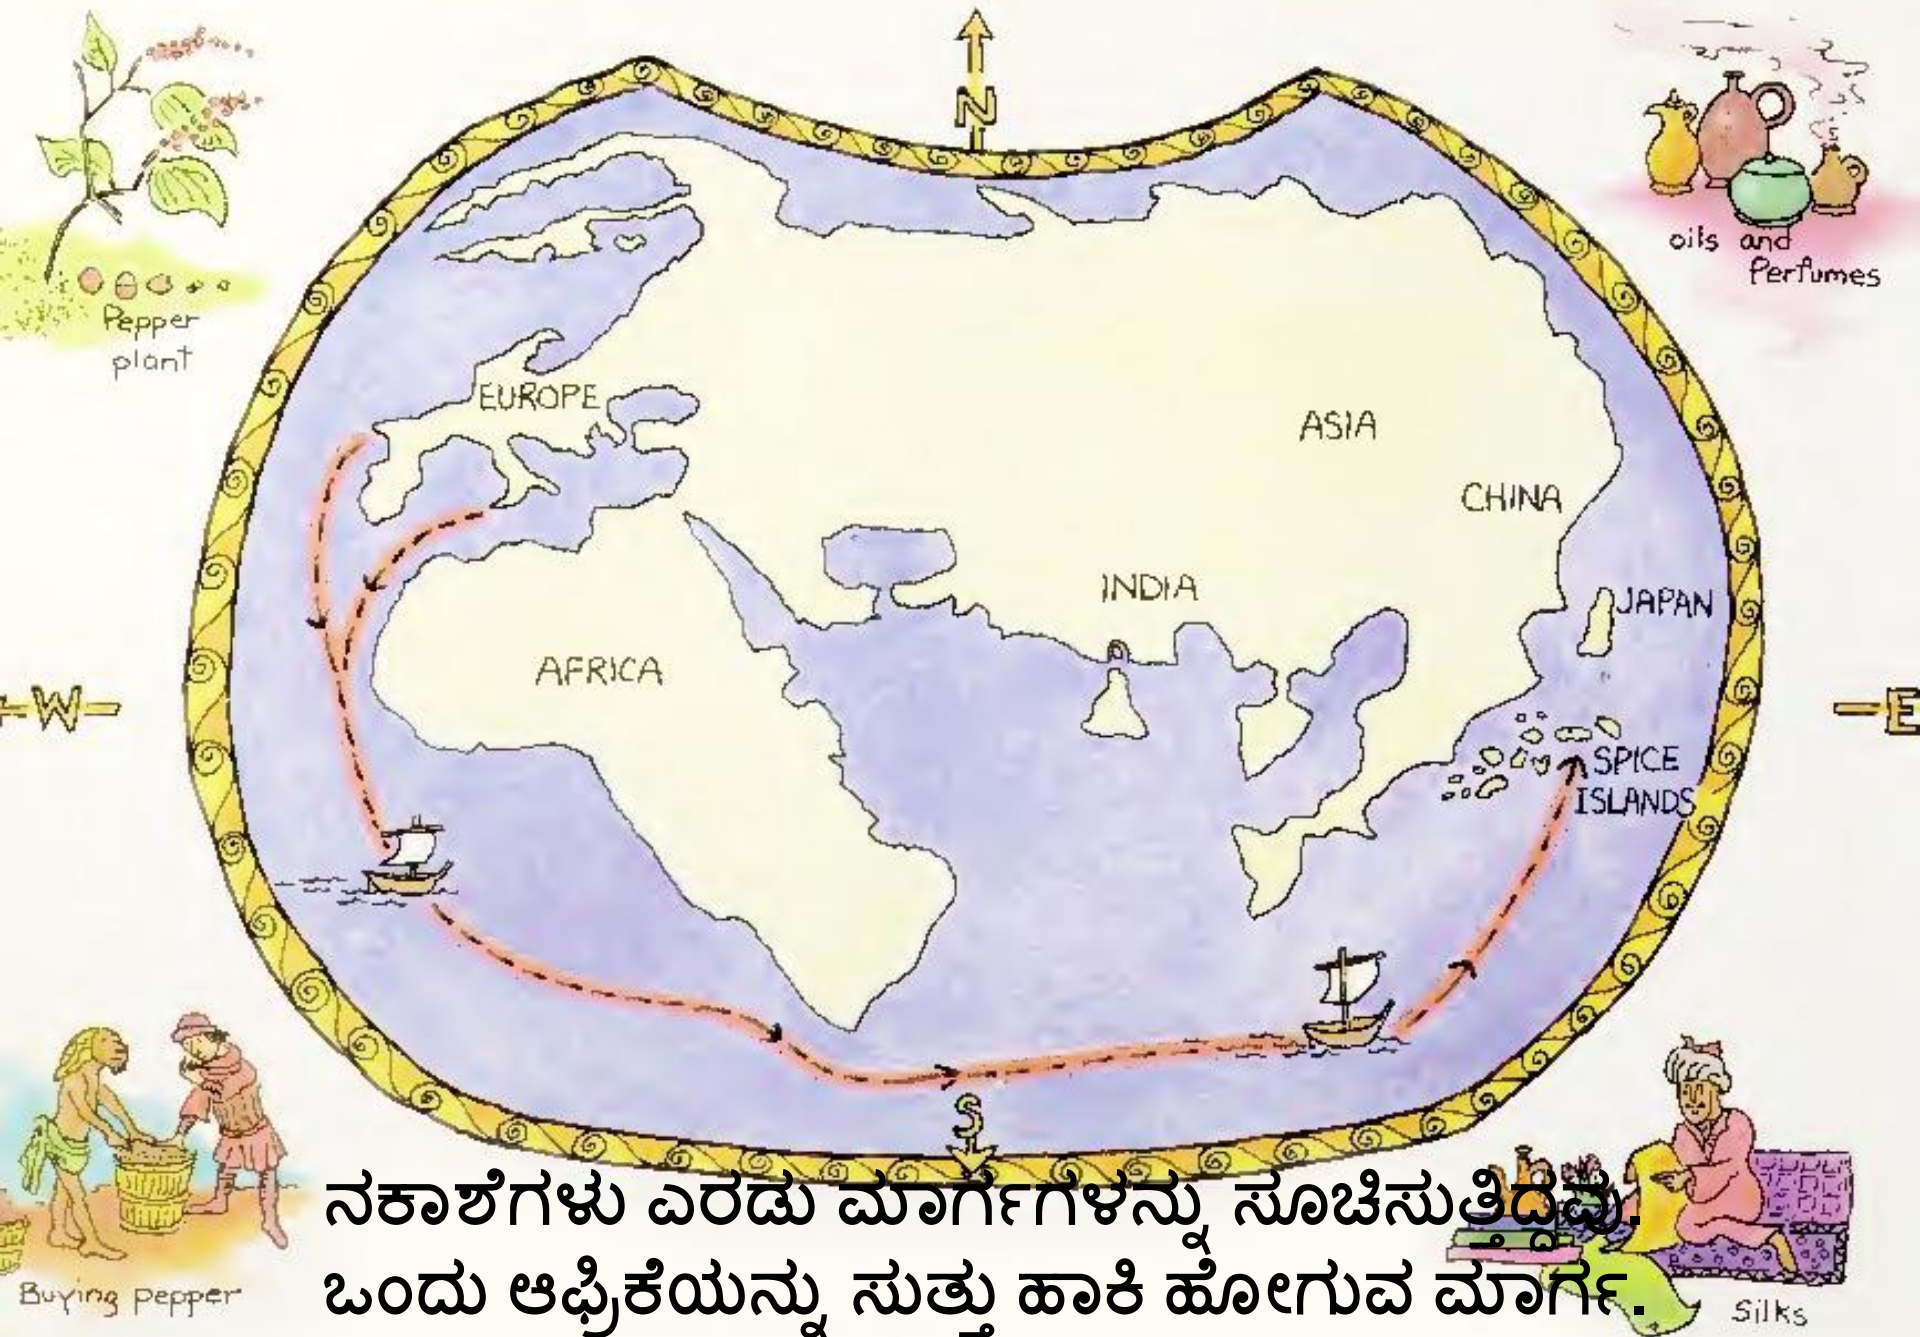 N
oils and
Perfumes
Pepper
plant
EUROPE
ASIA
CHINA
INDIA
JAPAN
AFRICA
W
E
SPICE
ISLANDS
S
ನಕಾಶೆಗಳು ಎರಡು ಮಾರ್ಗಗಳನ್ನು ಸೂಚಿಸುತ್ತಿದ್ದವು.
ಒಂದು ಆಫ್ರಿಕೆಯನ್ನು ಸುತ್ತು ಹಾಕಿ ಹೋಗುವ ಮಾರ್ಗ.
Buying pepper
Silks